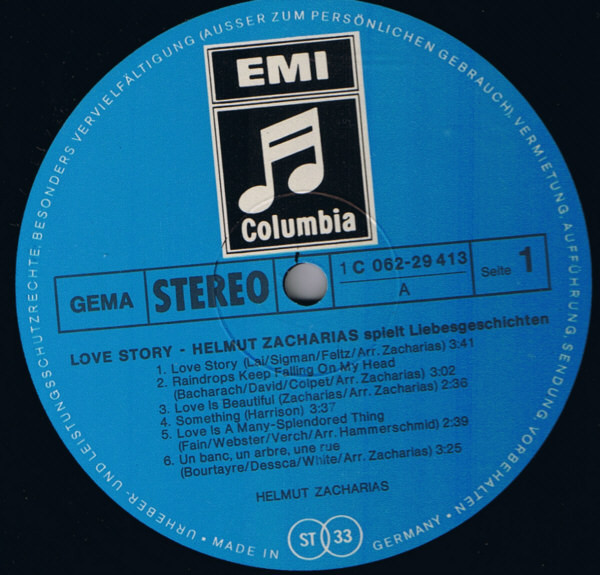 URHEBER- UND LEISTUNGSSCHUTZRECHTE, BESONDERS VERVIELFÄLTIGUNG (AUSSER ZUM PERSÖNLICHEN GEBRAUCH), VERMIETUNG, AUFFÜHRUNG, SENDUNG VORBEHALTEN
EMI
Columbia
GEMA
STEREO
1 C 062-29 413
A
Seite 1
LOVE STORY - HELMUT ZACHARIAS spielt Liebesgeschichten
1. Love Story (Lai/Sigman/Feltz/Arr. Zacharias) 3:41
2. Raindrops Keep Falling On My Head
(Bacharach/David/Colpet/Arr. Zacharias) 3:02
3. Love Is Beautiful (Zacharias/Arr. Zacharias) 2:36
4. Something (Harrison) 3:37
5. Love Is A Many-Splendored Thing
(Fain/Webster/Verch/Arr. Hammerschmid) 2:39
6. Un banc, un arbre, une rue
(Bourtayre/Dessca/White/Arr. Zacharias) 3:25
HELMUT ZACHARIAS
• MADE IN ST 33 GERMANY •